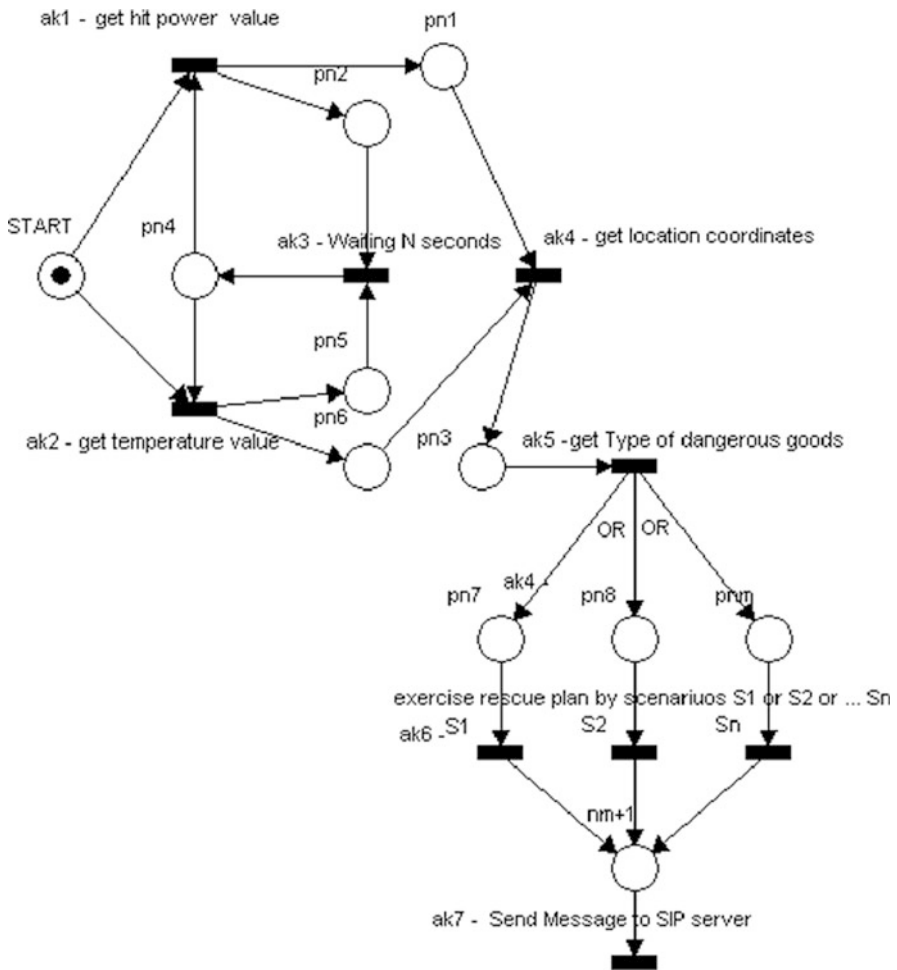 ak1 - get hit power value
pn1
pn2
START
pn4
ak3 - Waiting N seconds
ak4 - get location coordinates
pn5
pn6
ak2 - get temperature value
pn3
ak5 -get Type of dangerous goods
OR
OR
pn7
ak4 -
pn8
pnm
exercise rescue plan by scenariuos S1 or S2 or ... Sn
ak6 -
S1
S2
Sn
nm+1
ak7 - Send Message to SIP server